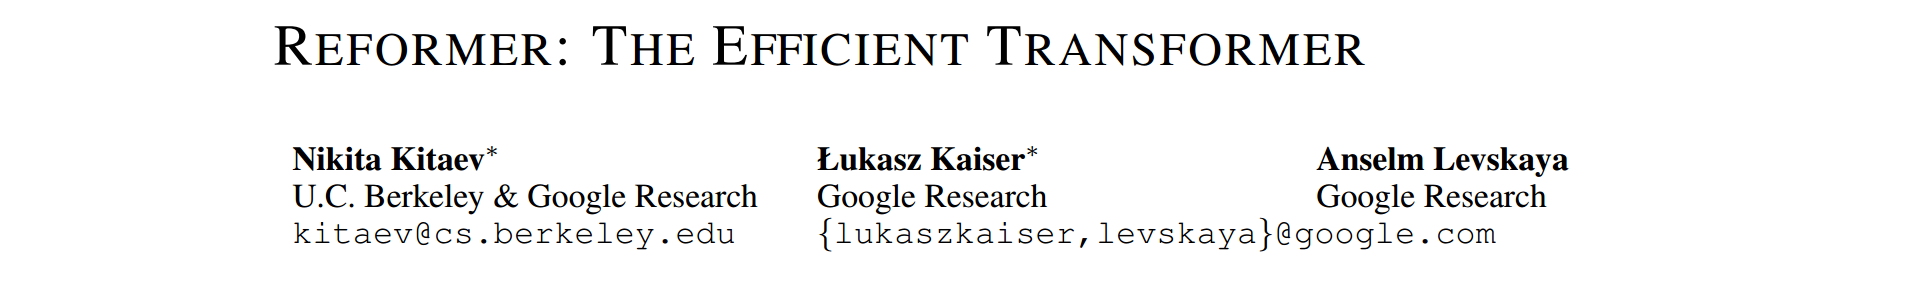 REFORMER: THE EFFICIENT TRANSFORMER
Nikita Kitaev* Łukasz Kaiser* Anselm Levskaya
U.C. Berkeley & Google Research Google Research Google Research
kitaev@cs.berkeley.edu {lukaszkaiser,levskaya}@google.com